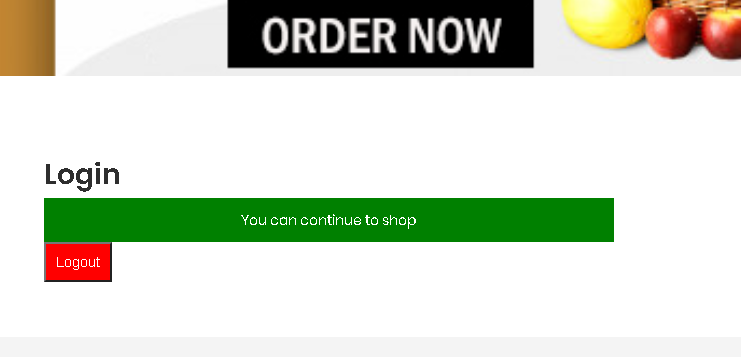 ORDER NOW
Login
You can continue to shop
Logout